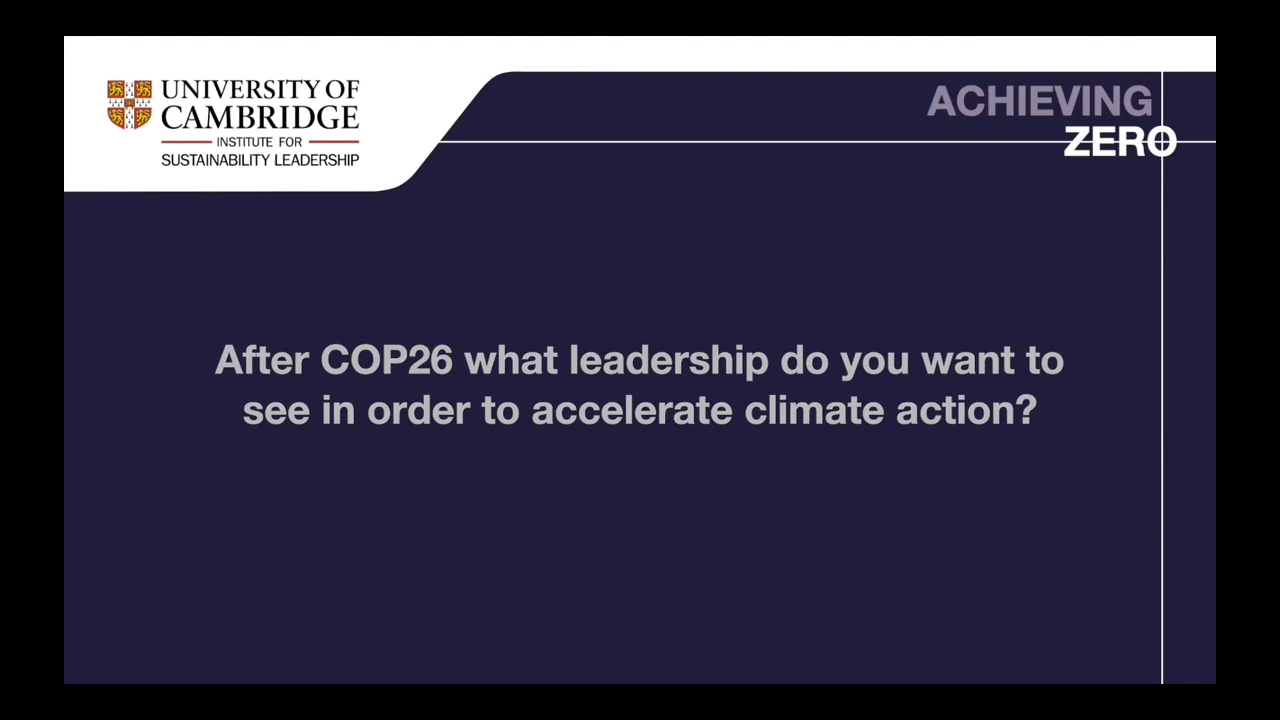 UNIVERSITY OF
CAMBRIDGE
INSTITUTE FOR
SUSTAINABILITY LEADERSHIP
ACHIEVING
ZERO
After COP26 what leadership do you want to
see in order to accelerate climate action?